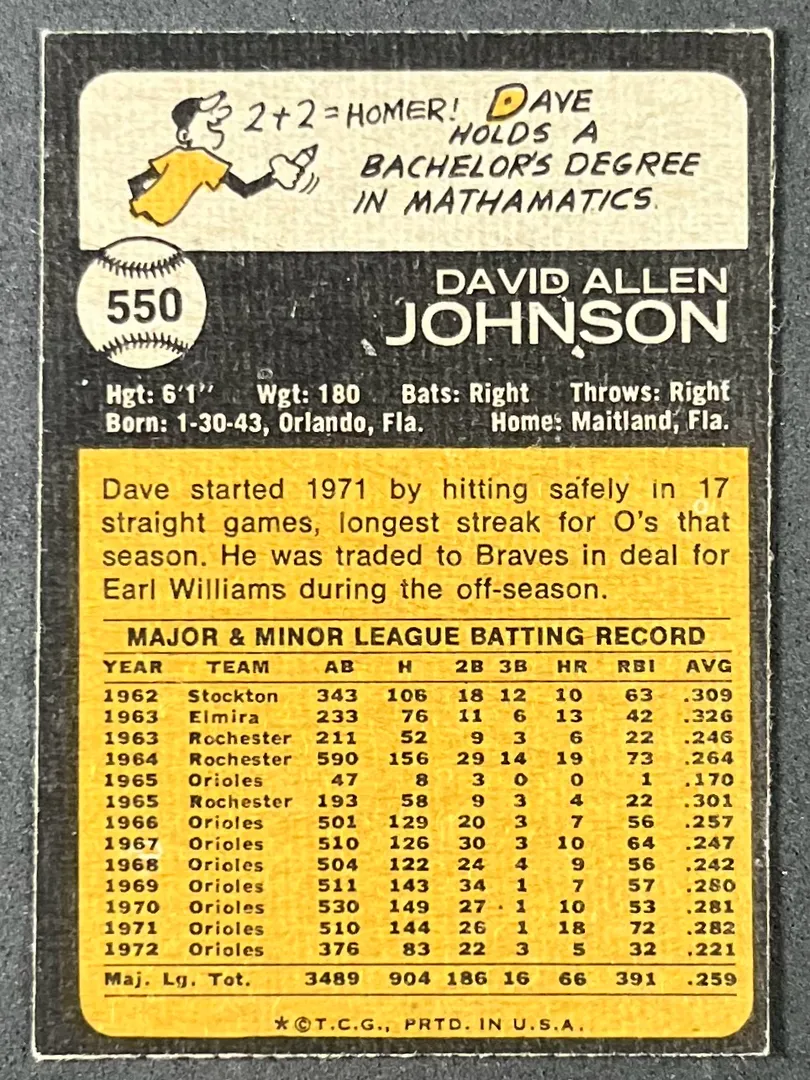 2+2=HOMER! DAVE
HOLDS A
BACHELOR'S DEGREE
IN MATHAMATICS.
550
DAVID ALLEN
JOHNSON
Hgt: 6'1" Wgt: 180 Bats: Right Throws: Right
Born: 1-30-43, Orlando, Fla. Home: Maitland, Fla.
Dave started 1971 by hitting safely in 17
straight games, longest streak for O's that
season. He was traded to Braves in deal for
Earl Williams during the off-season.
MAJOR & MINOR LEAGUE BATTING RECORD
YEAR TEAM AB H 2B 3B HR RBI AVG
1962 Stockton 343 106 18 12 10 63 .309
1963 Elmira 233 76 11 6 13 42 .326
1963 Rochester 211 52 9 3 6 22 .246
1964 Rochester 590 156 29 14 19 73 .264
1965 Orioles 47 8 3 0 0 1 .170
1965 Rochester 193 58 9 3 4 22 .301
1966 Orioles 501 129 20 3 7 56 .257
1967 Orioles 510 126 30 3 10 64 .247
1968 Orioles 504 122 24 4 9 56 .242
1969 Orioles 511 143 34 1 7 57 .280
1970 Orioles 530 149 27 1 10 53 .281
1971 Orioles 510 144 26 1 18 72 .282
1972 Orioles 376 83 22 3 5 32 .221
Maj. Lg. Tot. 3489 904 186 16 66 391 .259
*©T.C.G., PRTD. IN U.S.A.